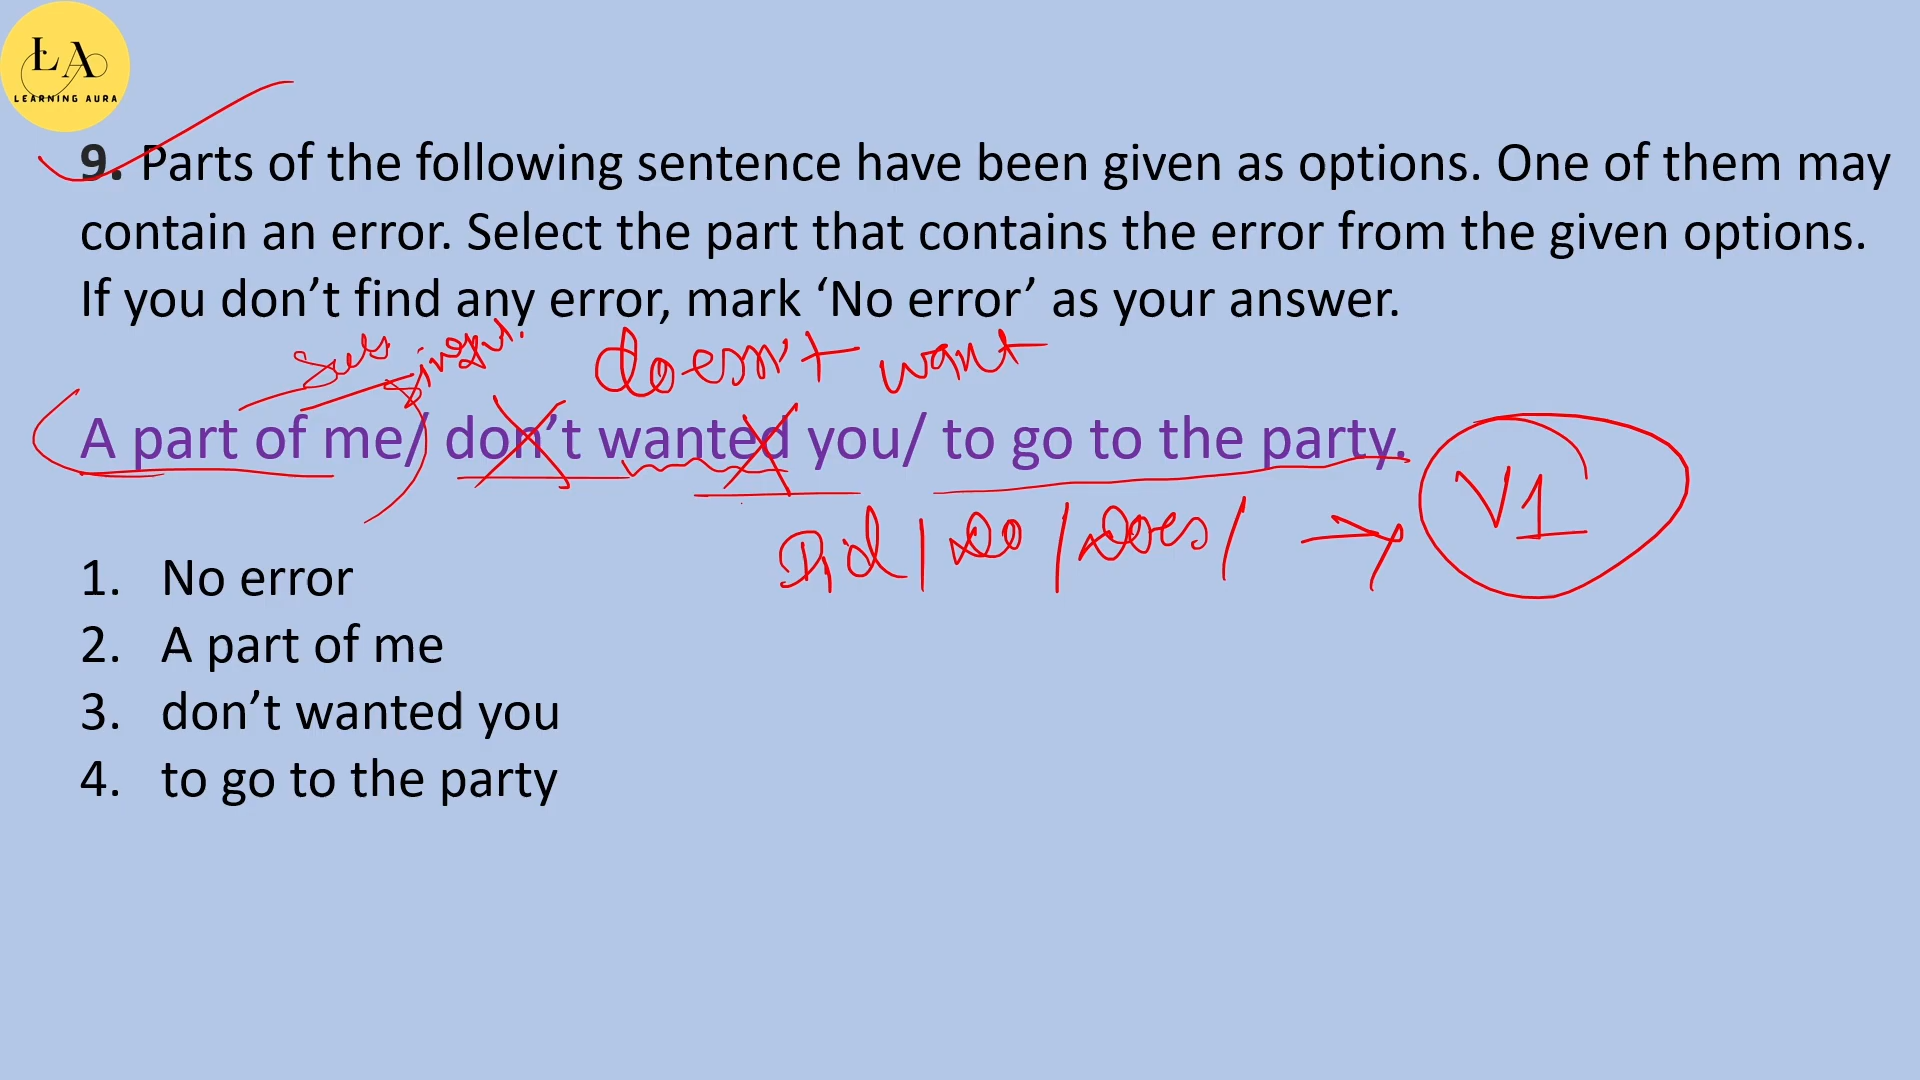 LA
LEARNING AURA
9. Parts of the following sentence have been given as options. One of them may
contain an error. Select the part that contains the error from the given options.
If you don’t find any error, mark ‘No error’ as your answer.
Sub. singul.
doesn't want
A part of me/ don’t wanted you/ to go to the party.
Did / do / does / → V1
1. No error
2. A part of me
3. don’t wanted you
4. to go to the party